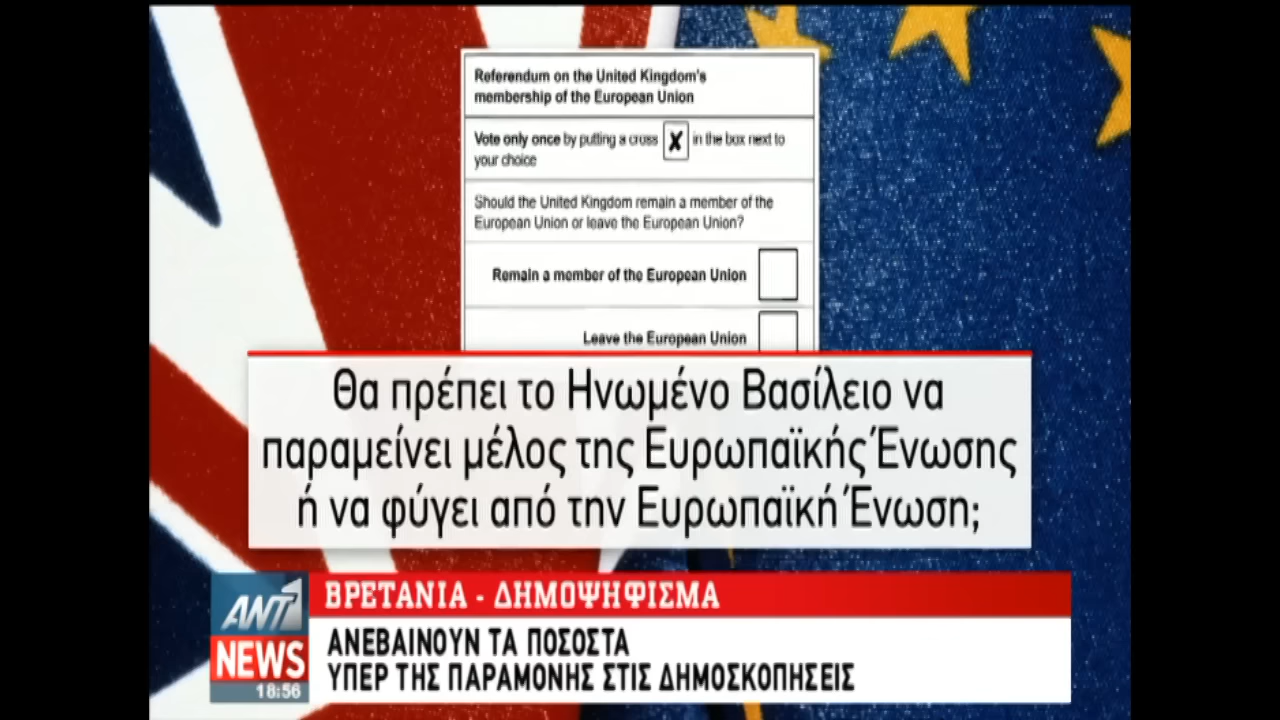 Referendum on the United Kingdom's
membership of the European Union
Vote only once by putting a cross X in the box next to
your choice
Should the United Kingdom remain a member of the
European Union or leave the European Union?
Remain a member of the European Union
Leave the European Union
Θα πρέπει το Ηνωμένο Βασίλειο να
παραμείνει μέλος της Ευρωπαϊκής Ένωσης
ή να φύγει από την Ευρωπαϊκή Ένωση;
ΒΡΕΤΑΝΙΑ - ΔΗΜΟΨΗΦΙΣΜΑ
ANT1
NEWS
18:56
ΑΝΕΒΑΙΝΟΥΝ ΤΑ ΠΟΣΟΣΤΑ
ΥΠΕΡ ΤΗΣ ΠΑΡΑΜΟΝΗΣ ΣΤΙΣ ΔΗΜΟΣΚΟΠΗΣΕΙΣ